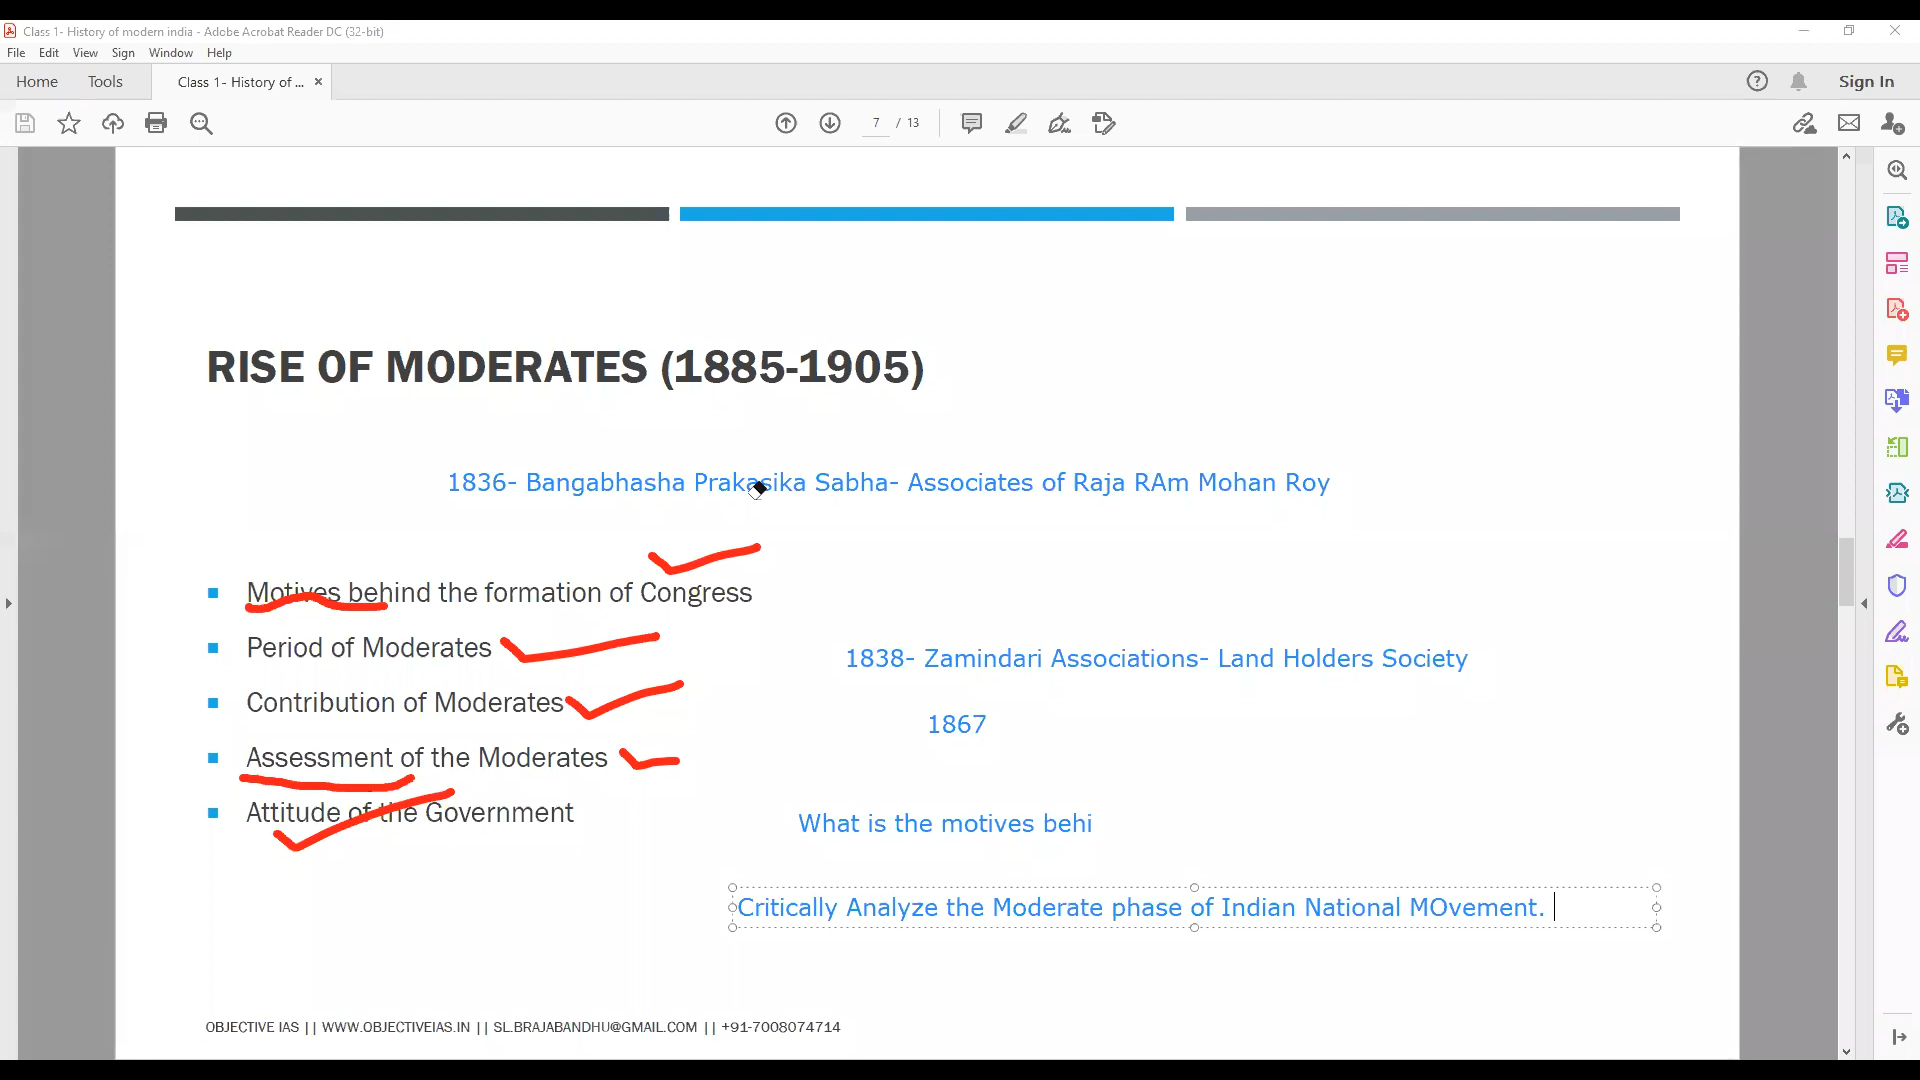 Class 1- History of modern india - Adobe Acrobat Reader DC (32-bit)
File Edit View Sign Window Help
Home Tools Class 1- History of ... × Sign In
7 / 13
RISE OF MODERATES (1885-1905)
1836- Bangabhasha Prakasika Sabha- Associates of Raja RAm Mohan Roy
Motives behind the formation of Congress
Period of Moderates
1838- Zamindari Associations- Land Holders Society
Contribution of Moderates
1867
Assessment of the Moderates
Attitude of the Government
What is the motives behi
Critically Analyze the Moderate phase of Indian National MOvement.
OBJECTIVE IAS || WWW.OBJECTIVEIAS.IN || SL.BRAJABANDHU@GMAIL.COM || +91-7008074714